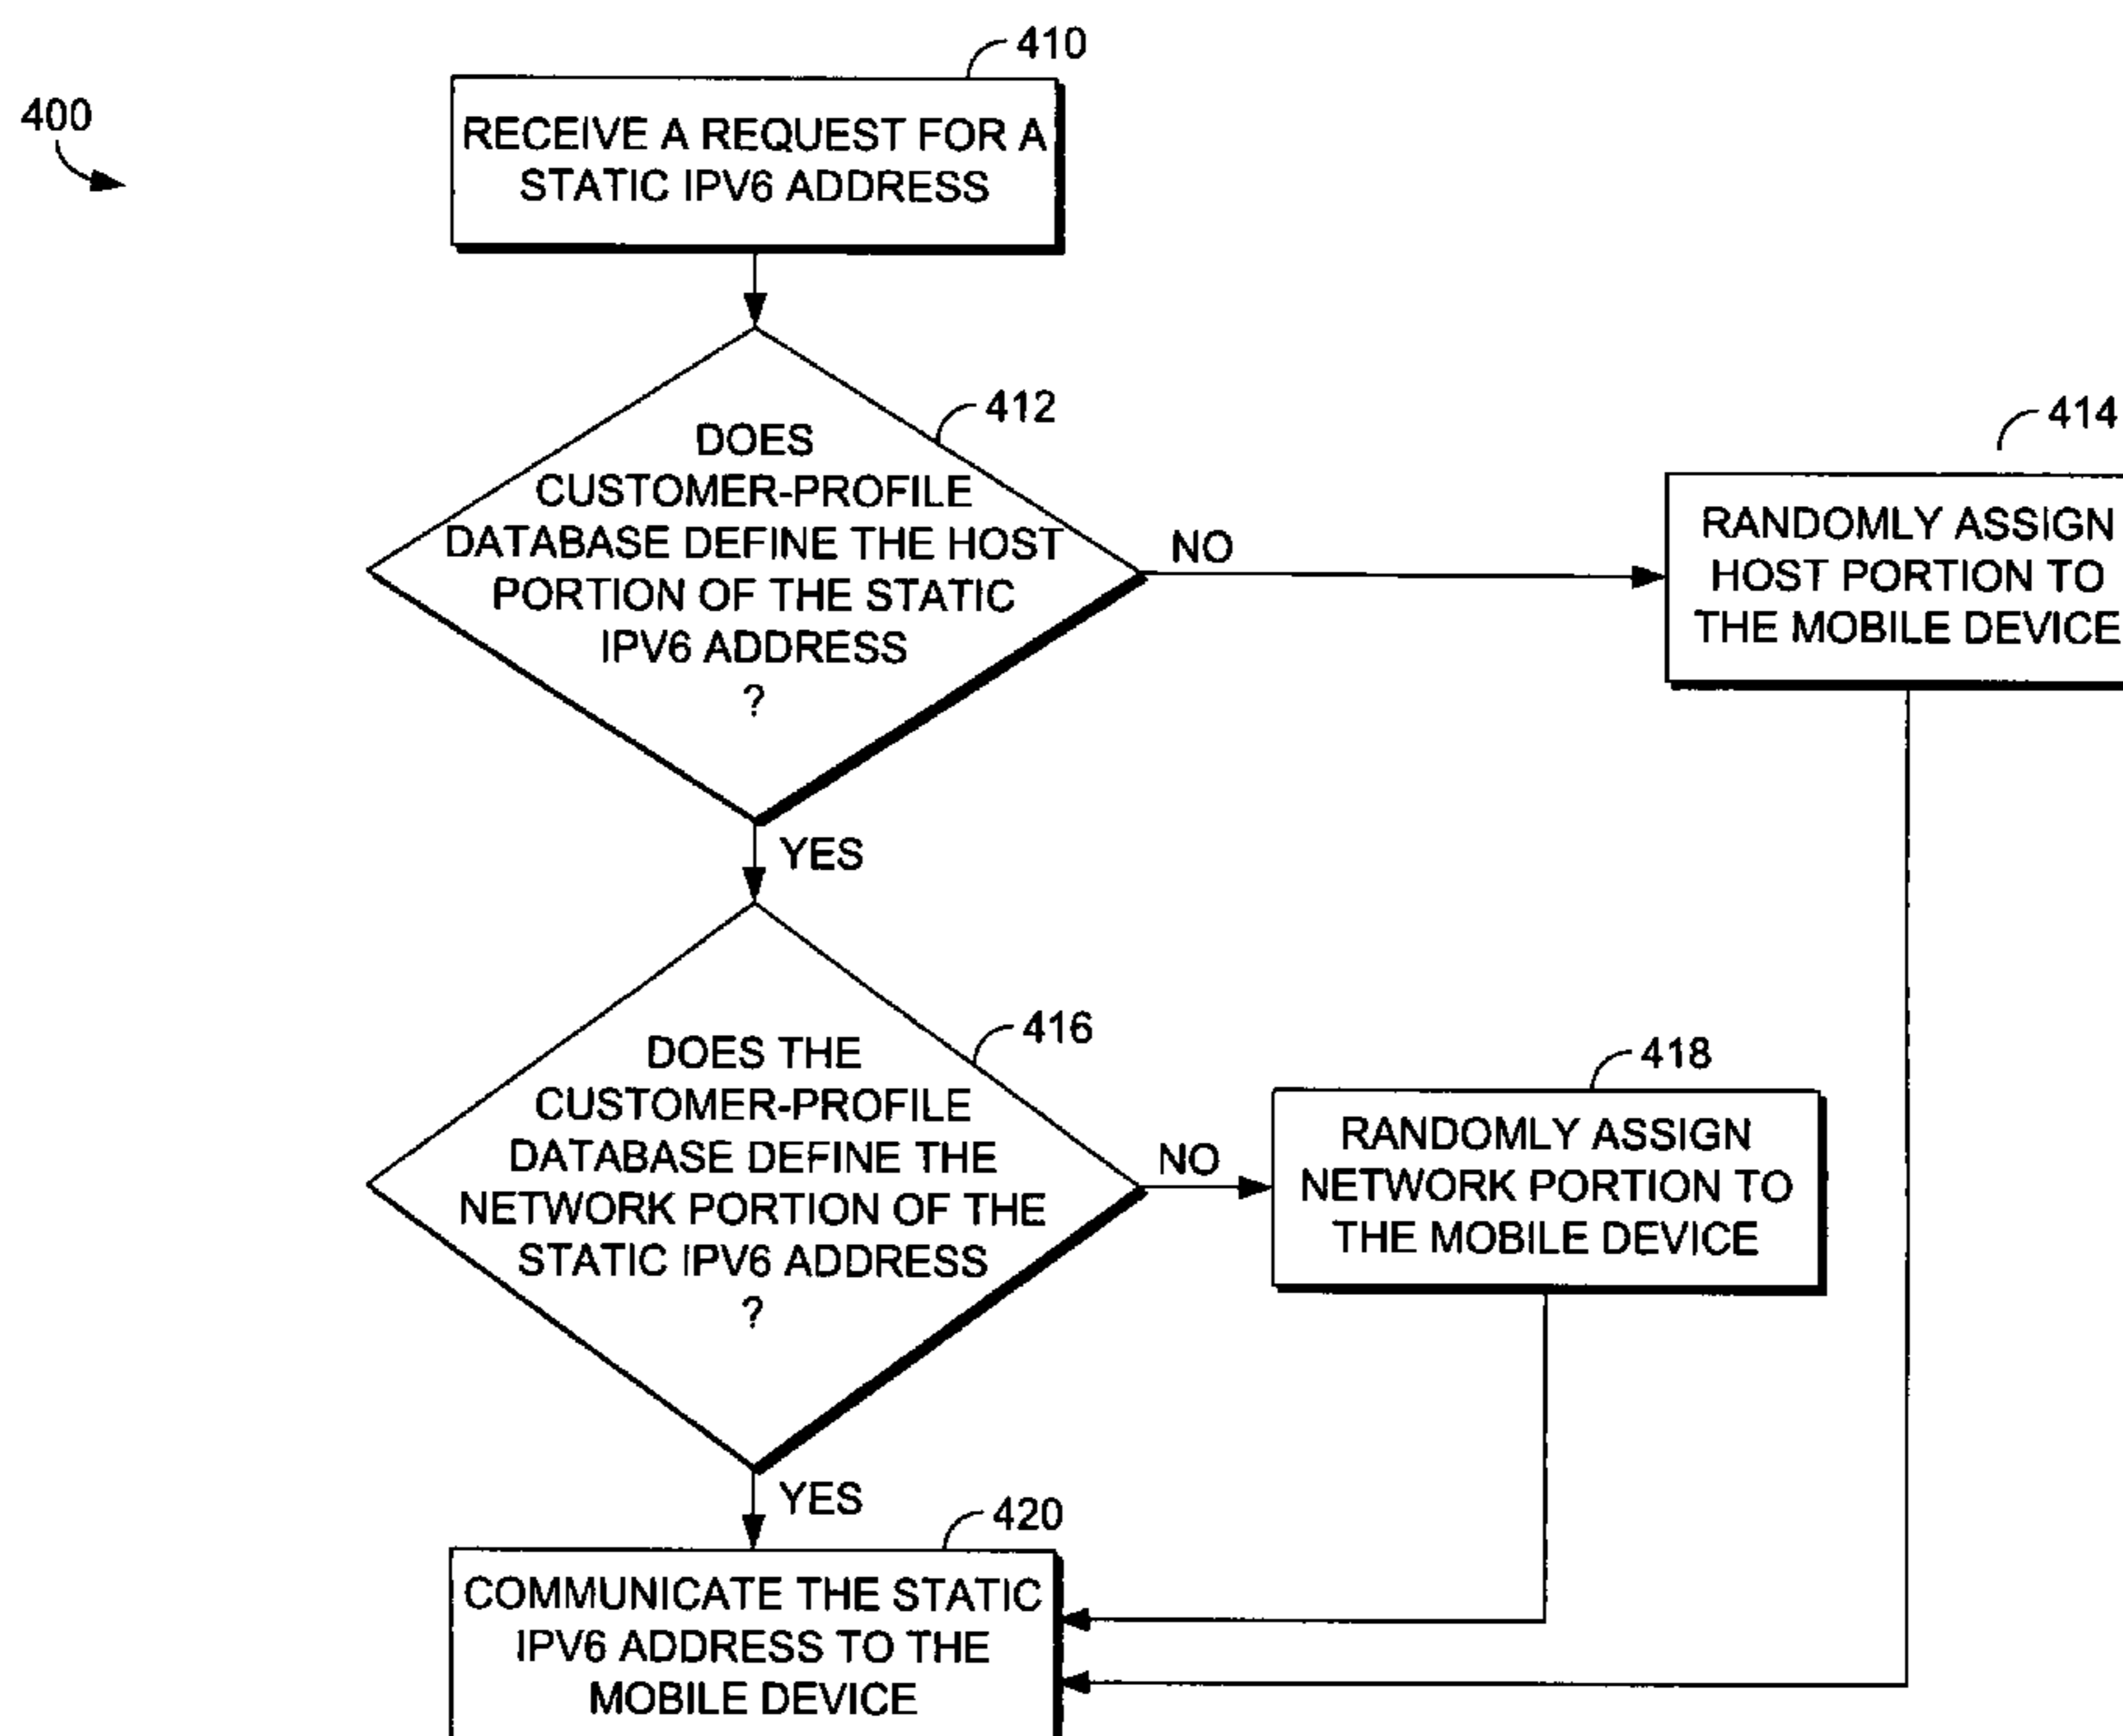 410
400
RECEIVE A REQUEST FOR A
STATIC IPV6 ADDRESS
412
DOES
CUSTOMER-PROFILE
DATABASE DEFINE THE HOST
PORTION OF THE STATIC
IPV6 ADDRESS
?
NO
414
RANDOMLY ASSIGN
HOST PORTION TO
THE MOBILE DEVICE
YES
416
DOES THE
CUSTOMER-PROFILE
DATABASE DEFINE THE
NETWORK PORTION OF THE
STATIC IPV6 ADDRESS
?
NO
418
RANDOMLY ASSIGN
NETWORK PORTION TO
THE MOBILE DEVICE
YES
420
COMMUNICATE THE STATIC
IPV6 ADDRESS TO THE
MOBILE DEVICE